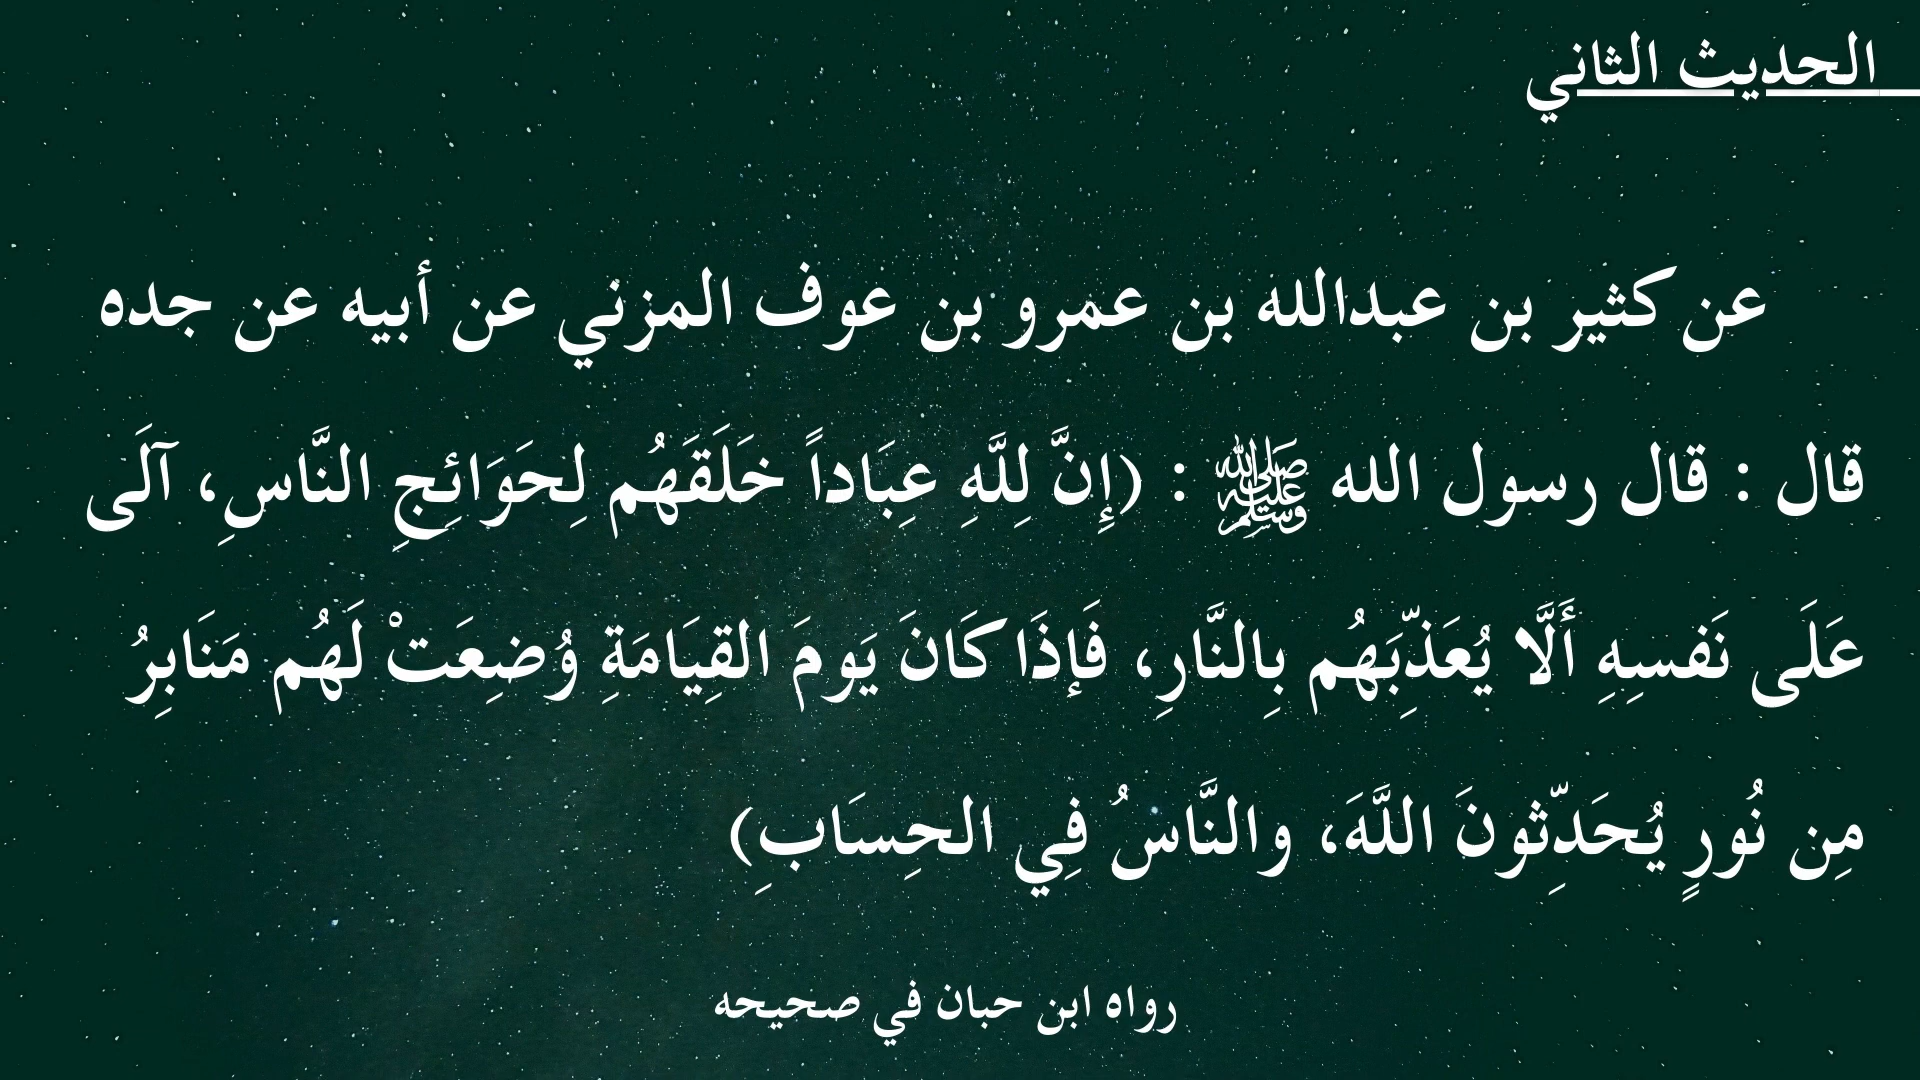 الحديث الثاني
عن كثير بن عبدالله بن عمرو بن عوف المزني عن أبيه عن جده
قال : قال رسول الله ﷺ : (إِنَّ لِلَّهِ عِبَاداً خَلَقَهُم لِحَوَائِجِ النَّاسِ، آلَى
عَلَى نَفسِهِ أَلَّا يُعَذِّبَهُم بِالنَّارِ، فَإذَا كَانَ يَومَ القِيَامَةِ وُضِعَتْ لَهُم مَنَابِرُ
مِن نُورٍ يُحَدِّثونَ اللَّهَ، والنَّاسُ فِي الحِسَابِ)
رواه ابن حبان في صحيحه